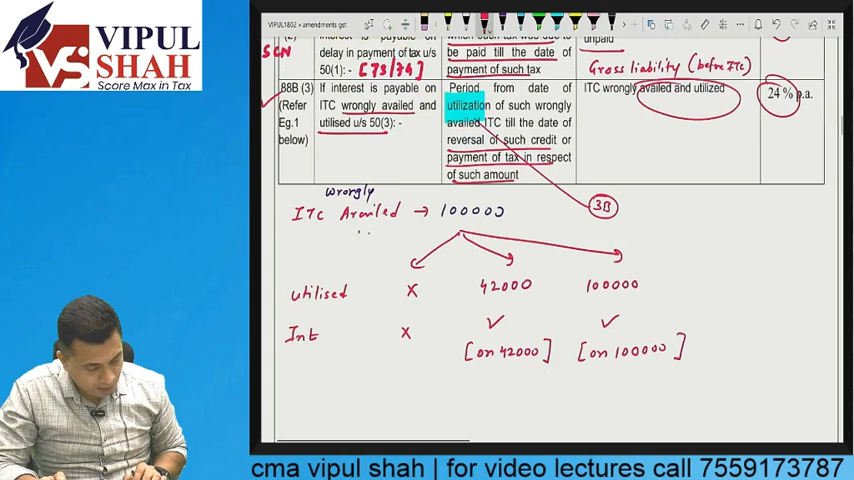 VIPUL1802 + amendments gst
VIPUL
SHAH
VS
Score Max in Tax
(2)
SCN
interest is payable on
delay in payment of tax u/s
50(1): - [73/74]
which such tax was due to
be paid till the date of
payment of such tax
unpaid
Gross liability (before ITC)
88B (3)
(Refer
Eg.1
below)
If interest is payable on
ITC wrongly availed and
utilised u/s 50(3): -
Period from date of
utilization of such wrongly
availed ITC till the date of
reversal of such credit or
payment of tax in respect
of such amount
ITC wrongly availed and utilized
24 % p.a.
3B
wrongly
ITC Availed → 100000
utilised x 42000 100000
Int x ✓ ✓
[on 42000] [on 100000]
cma vipul shah | for video lectures call 7559173787